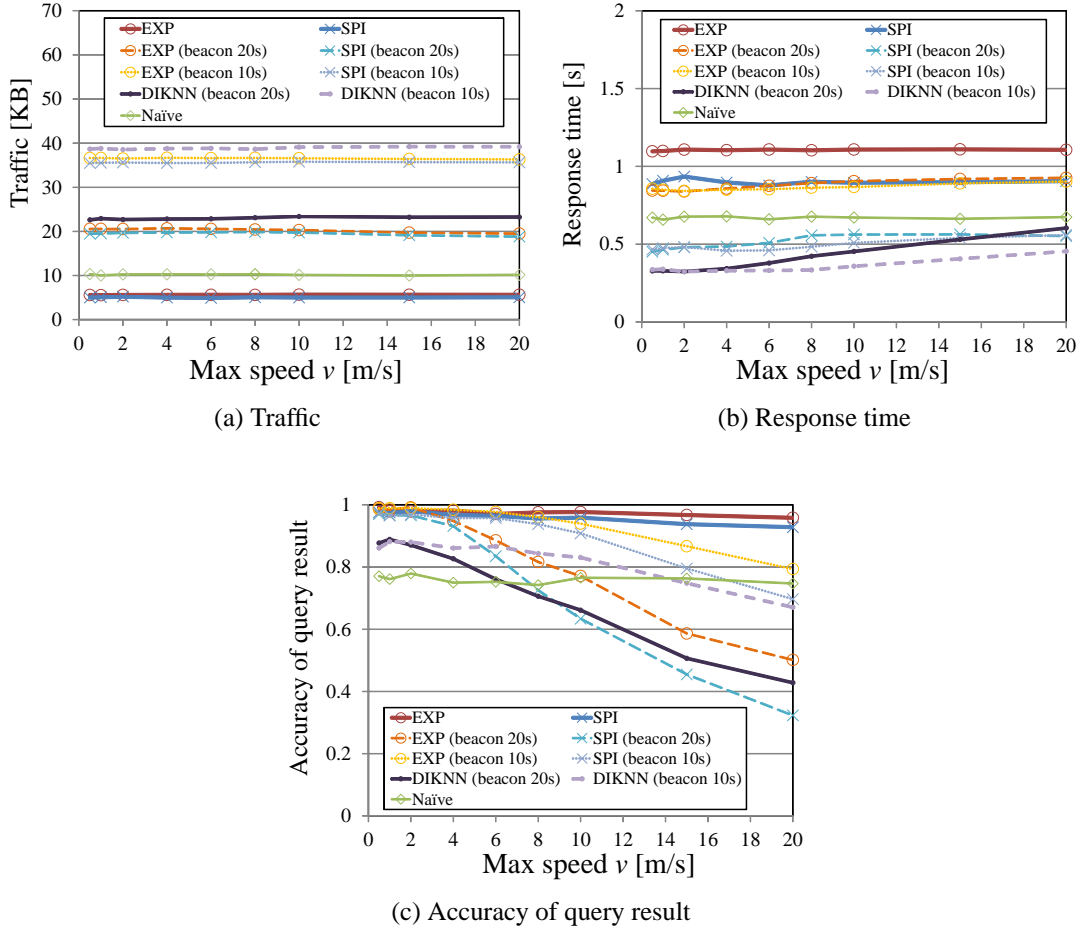 70
60
50
40
30
20
10
0
Traffic [KB]
EXP
SPI
EXP (beacon 20s)
SPI (beacon 20s)
EXP (beacon 10s)
SPI (beacon 10s)
DIKNN (beacon 20s)
DIKNN (beacon 10s)
Naïve
0 2 4 6 8 10 12 14 16 18 20
Max speed v [m/s]
(a) Traffic
2
1.5
1
0.5
0
Response time [s]
EXP
SPI
EXP (beacon 20s)
SPI (beacon 20s)
EXP (beacon 10s)
SPI (beacon 10s)
DIKNN (beacon 20s)
DIKNN (beacon 10s)
Naïve
0 2 4 6 8 10 12 14 16 18 20
Max speed v [m/s]
(b) Response time
1
0.8
0.6
0.4
0.2
0
Accuracy of query result
EXP
SPI
EXP (beacon 20s)
SPI (beacon 20s)
EXP (beacon 10s)
SPI (beacon 10s)
DIKNN (beacon 20s)
DIKNN (beacon 10s)
Naïve
0 2 4 6 8 10 12 14 16 18 20
Max speed v [m/s]
(c) Accuracy of query result